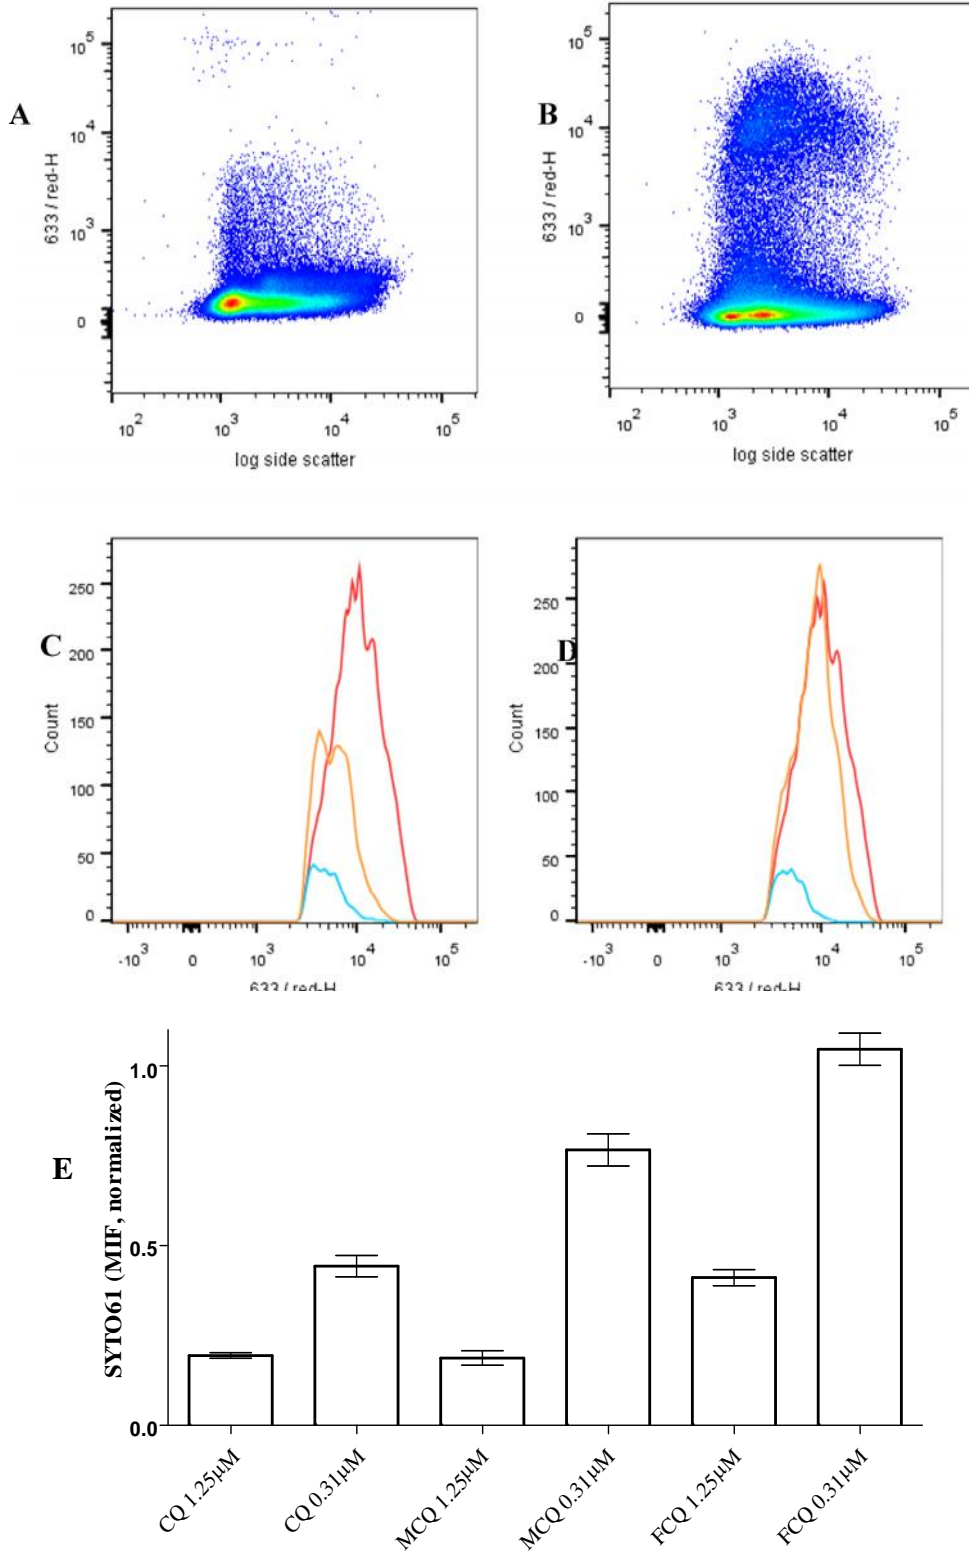 A
633 / red-H
10^5
10^4
10^3
0
10^2
10^3
10^4
10^5
log side scatter
B
633 / red-H
10^5
10^4
10^3
0
10^2
10^3
10^4
10^5
log side scatter
C
Count
250
200
150
100
50
0
-10^3
0
10^3
10^4
10^5
633 / red-H
D
Count
250
200
150
100
50
0
-10^3
0
10^3
10^4
10^5
633 / red-H
E
SYTO61 (MIF, normalized)
1.0
0.5
0.0
CQ 1.25µM
CQ 0.31µM
MCQ 1.25µM
MCQ 0.31µM
FCQ 1.25µM
FCQ 0.31µM